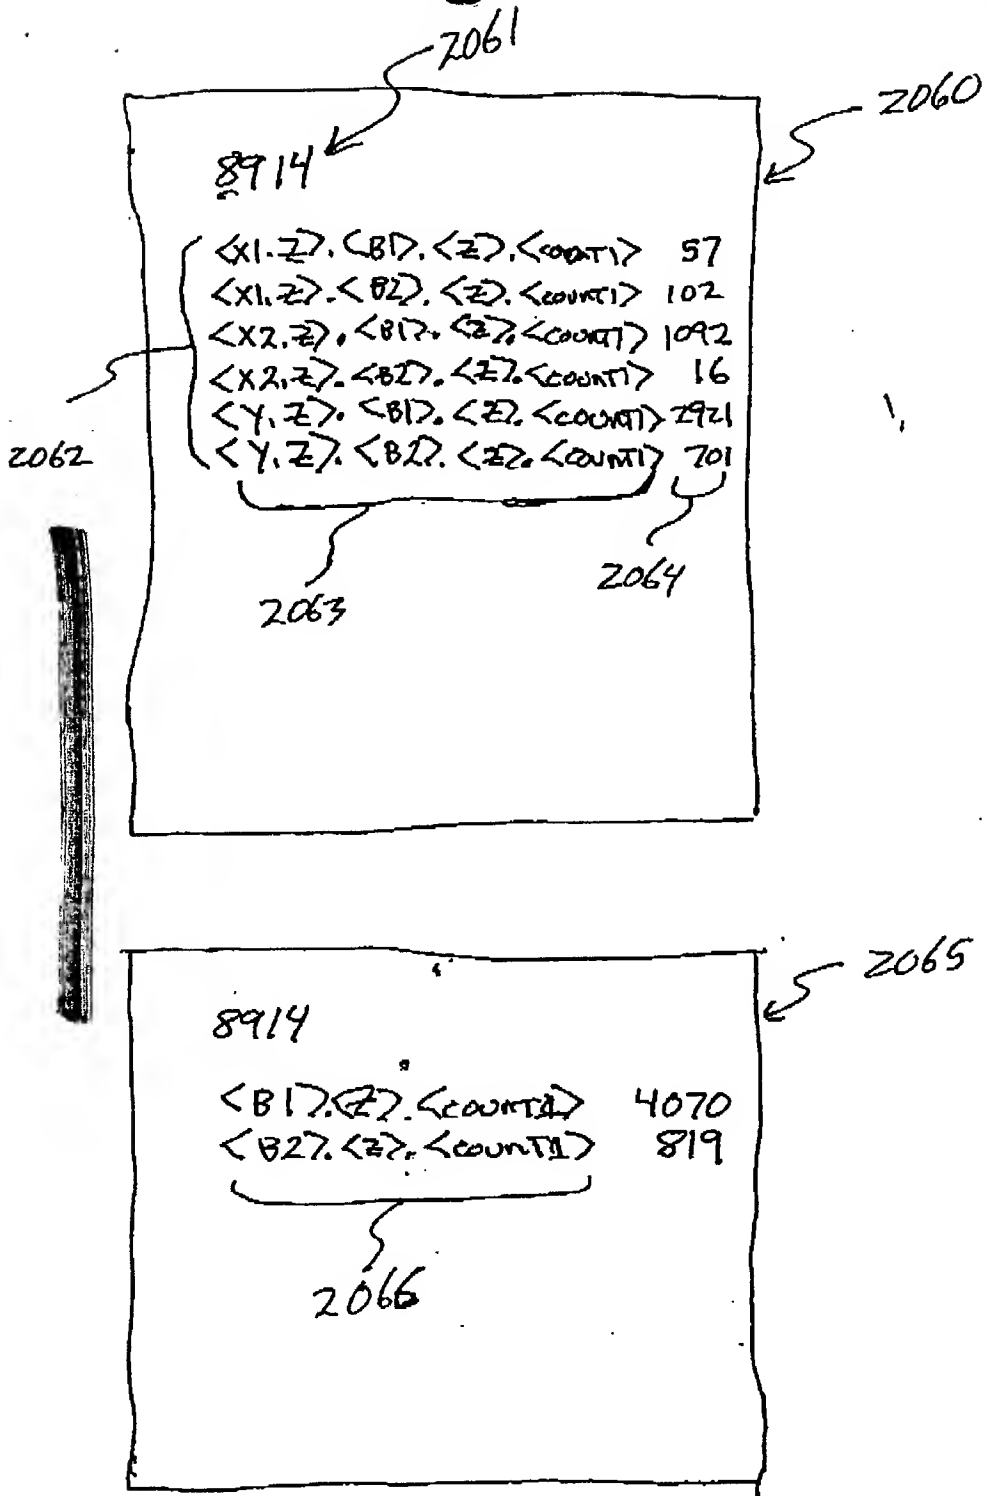 2061
2060
8914
<X1.Z>.<B1>.<Z>.<COUNT1> 57
<X1.Z>.<B2>.<Z>.<COUNT1> 102
<X2.Z>.<B1>.<Z>.<COUNT1> 1092
<X2.Z>.<B2>.<Z>.<COUNT1> 16
<Y.Z>.<B1>.<Z>.<COUNT1> 2921
<Y.Z>.<B2>.<Z>.<COUNT1> 701
2062
2063
2064
2065
8914
<B1>.<Z>.<COUNT1> 4070
<B2>.<Z>.<COUNT1> 819
2066